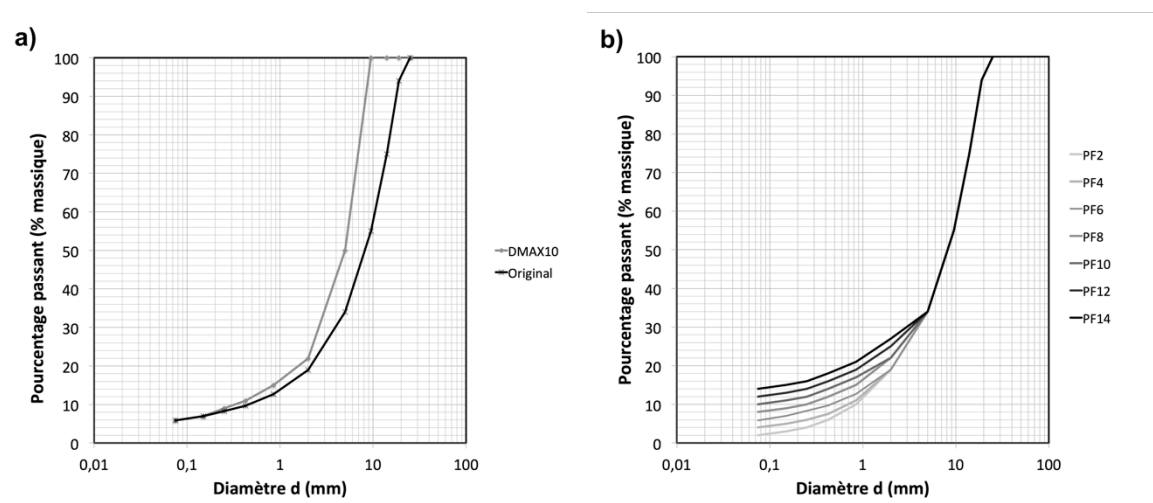 a)
Pourcentage passant (% massique)
100
90
80
70
60
50
40
30
20
10
0
0,01
0,1
1
10
100
Diamètre d (mm)
DMAX10
Original
b)
Pourcentage passant (% massique)
100
90
80
70
60
50
40
30
20
10
0
0,01
0,1
1
10
100
Diamètre d (mm)
PF2
PF4
PF6
PF8
PF10
PF12
PF14